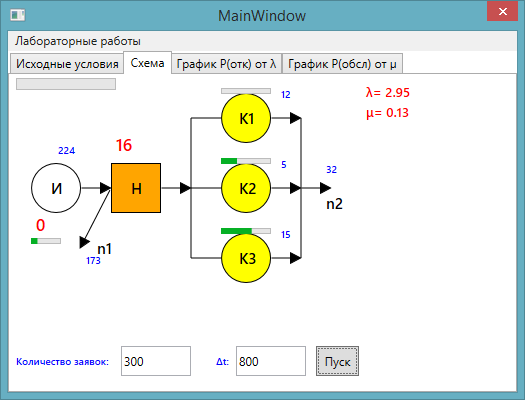 MainWindow
Лабораторные работы
Исходные условия Схема График P(отк) от λ График P(обсл) от μ
λ= 2.95
μ= 0.13
12
К1
224
16
И
Н
5
К2
32
n2
0
n1
173
15
К3
Количество заявок: 300 Δt: 800 Пуск